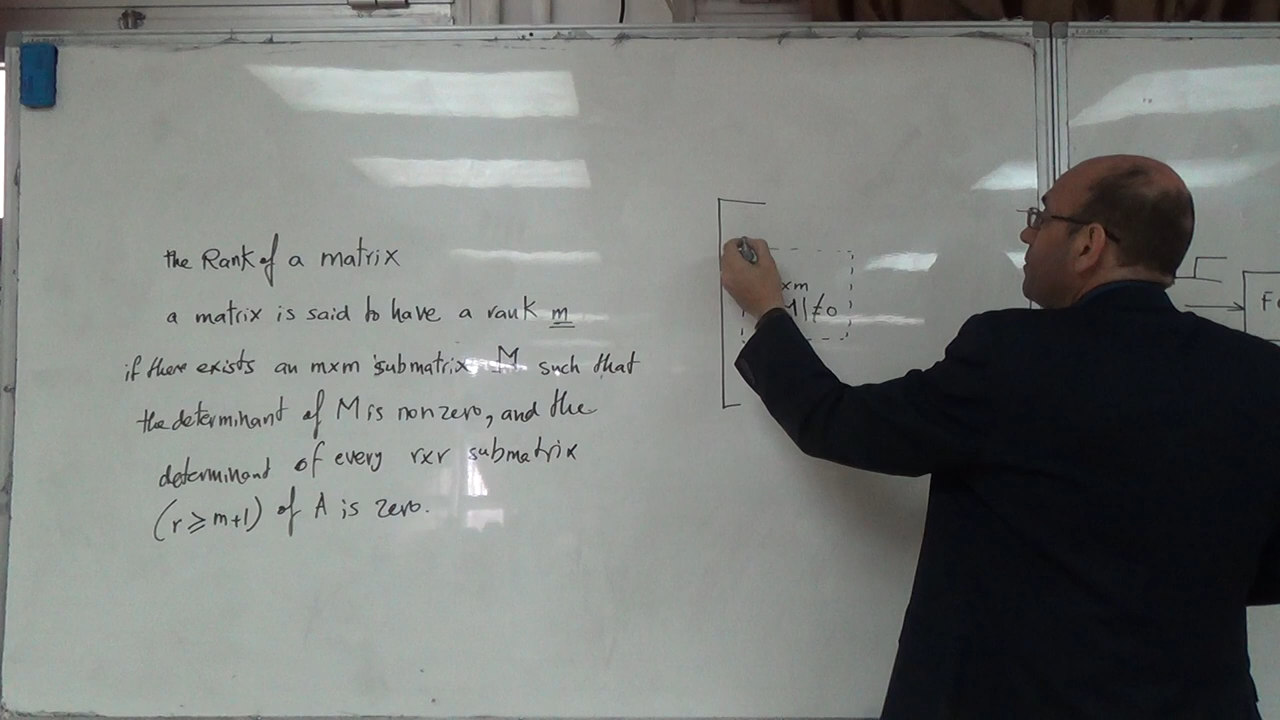 the Rank of a matrix
a matrix is said to have a rank m
if there exists an mxm submatrix M such that
the determinant of M is nonzero, and the
determinant of every rxr submatrix
(r ⩾ m+1) of A is zero.
xm
|≠0